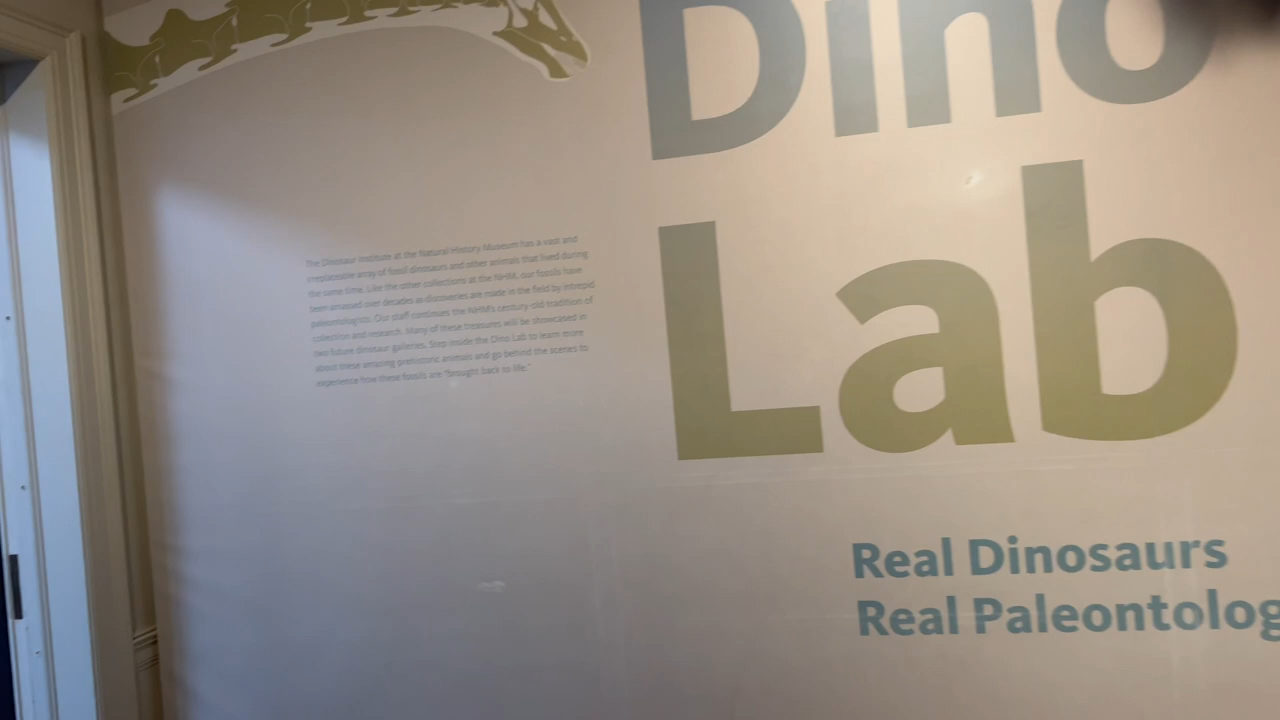 Dino
Lab
The Dinosaur Institute at the Natural History Museum has a vast and
irreplaceable array of fossil dinosaurs and other animals that lived during
the same time. Like the other collections at the NHM, our fossils have
been amassed over decades as discoveries are made in the field by intrepid
paleontologists. Our staff continues the NHM's century-old tradition of
collection and research. Many of these treasures will be showcased in
two future dinosaur galleries. Step inside the Dino Lab to learn more
about these amazing prehistoric animals and go behind the scenes to
experience how these fossils are "brought back to life."
Real Dinosaurs
Real Paleontolog